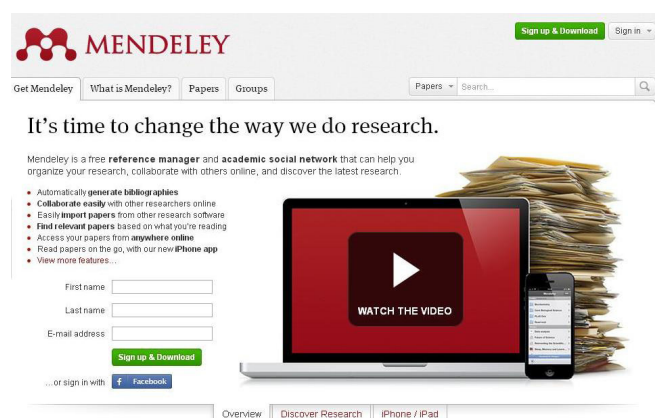 MENDELEY
Sign up & Download
Sign in
Get Mendeley
What is Mendeley?
Papers
Groups
Papers
Search...
It's time to change the way we do research.
Mendeley is a free reference manager and academic social network that can help you
organize your research, collaborate with others online, and discover the latest research.
Automatically generate bibliographies
Collaborate easily with other researchers online
Easily import papers from other research software
Find relevant papers based on what you're reading
Access your papers from anywhere online
Read papers on the go, with our new iPhone app
View more features...
WATCH THE VIDEO
First name
Last name
E-mail address
Sign up & Download
...or sign in with
f Facebook
Overview
Discover Research
iPhone / iPad